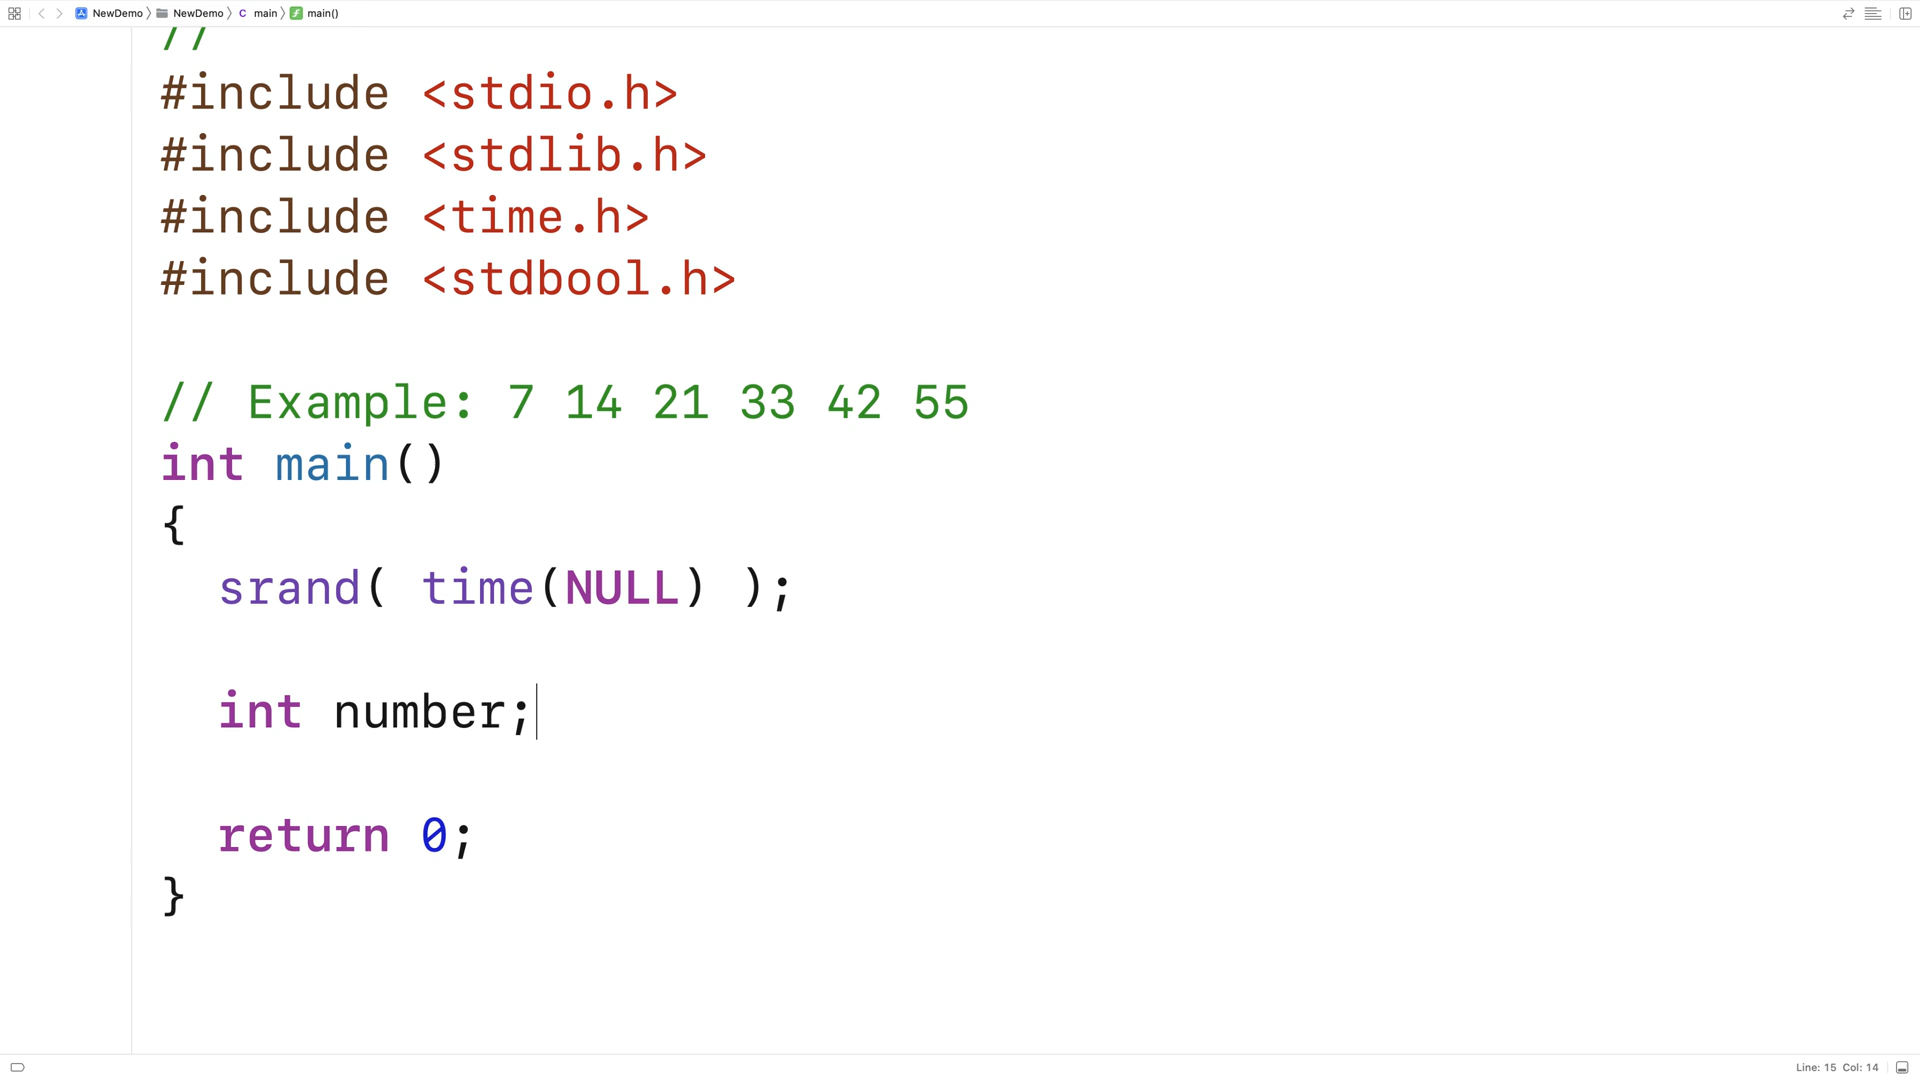 NewDemo 〉 NewDemo 〉 C main 〉 f main()
//
#include <stdio.h>
#include <stdlib.h>
#include <time.h>
#include <stdbool.h>
// Example: 7 14 21 33 42 55
int main()
{
srand( time(NULL) );
int number;
return 0;
}
Line: 15 Col: 14